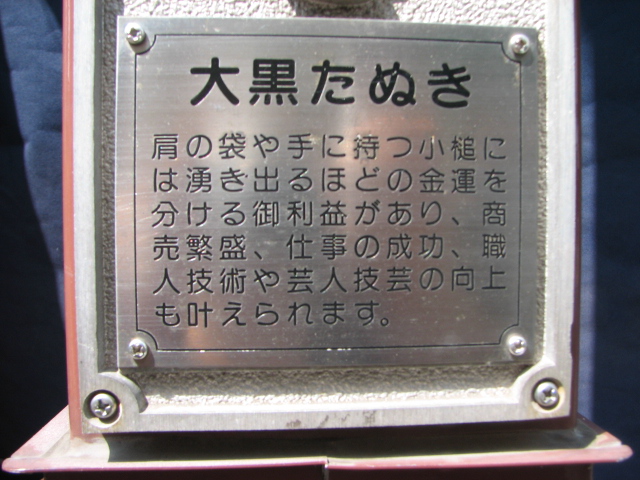 大黒たぬき
肩の袋や手に持つ小槌に
は湧き出るほどの金運を
分ける御利益があり、商
売繁盛、仕事の成功、職
人技術や芸人技芸の向上
も叶えられます。